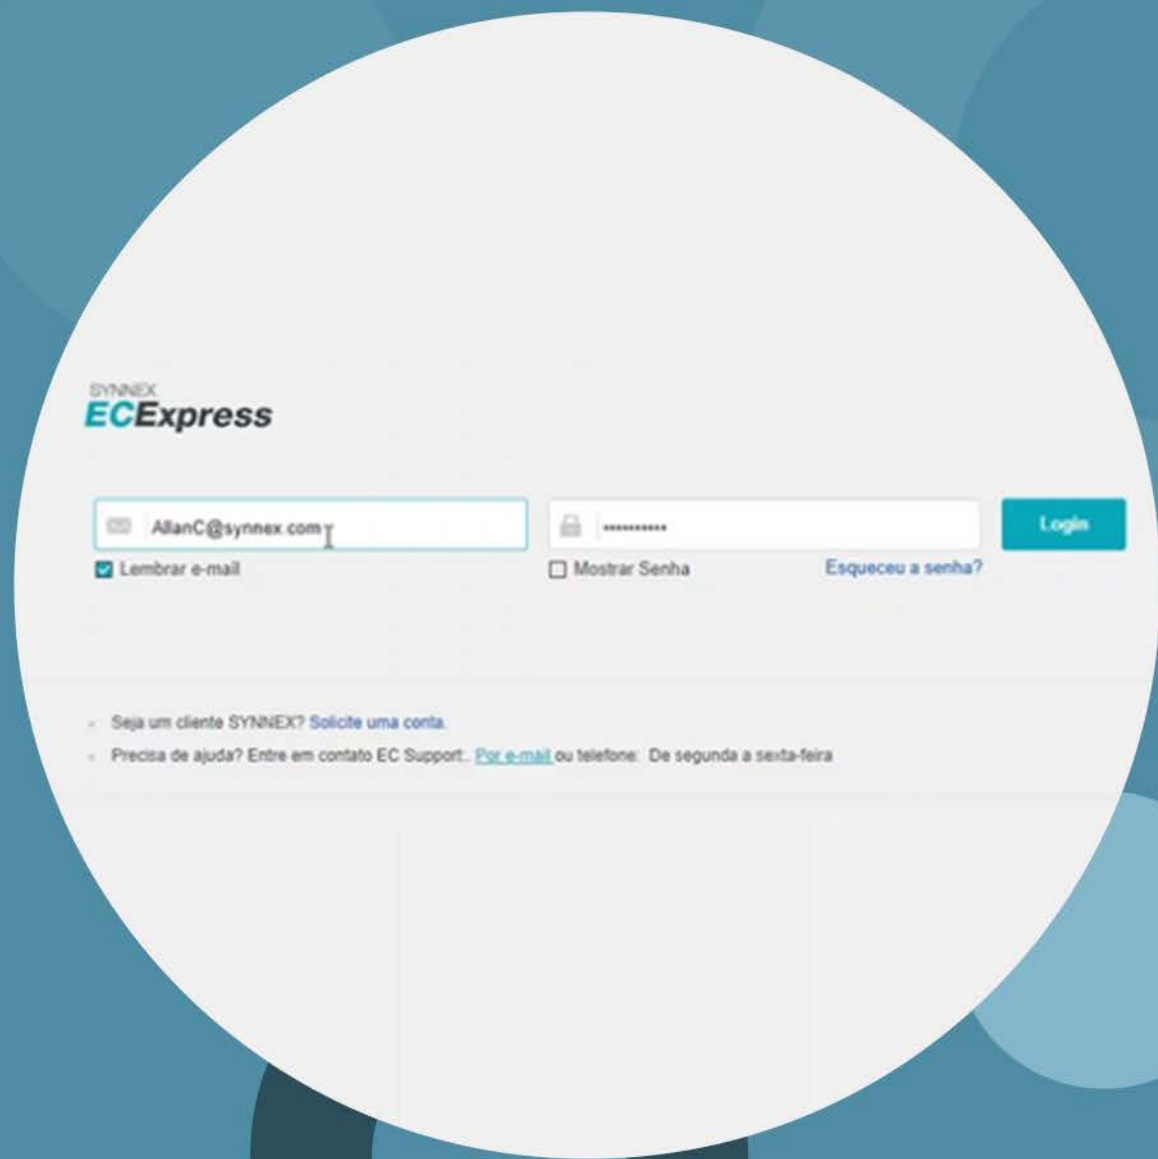 SYNNEX
ECExpress
AllanC@synnex.com
••••••••••
Login
Lembrar e-mail
Mostrar Senha
Esqueceu a senha?
Seja um cliente SYNNEX? Solicite uma conta.
Precisa de ajuda? Entre em contato EC Support:. Por e-mail ou telefone: De segunda a sexta-feira